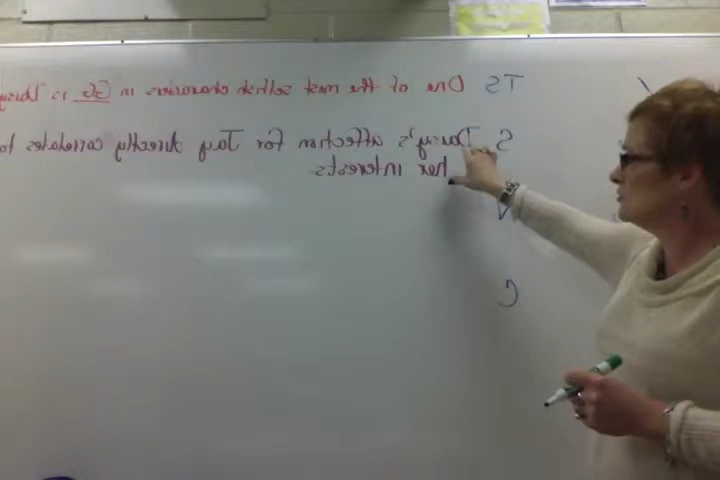 TS One of the most selfish characters in GG is Daisy
S Daisy's affection for Jay directly correlates to
her interests.
C